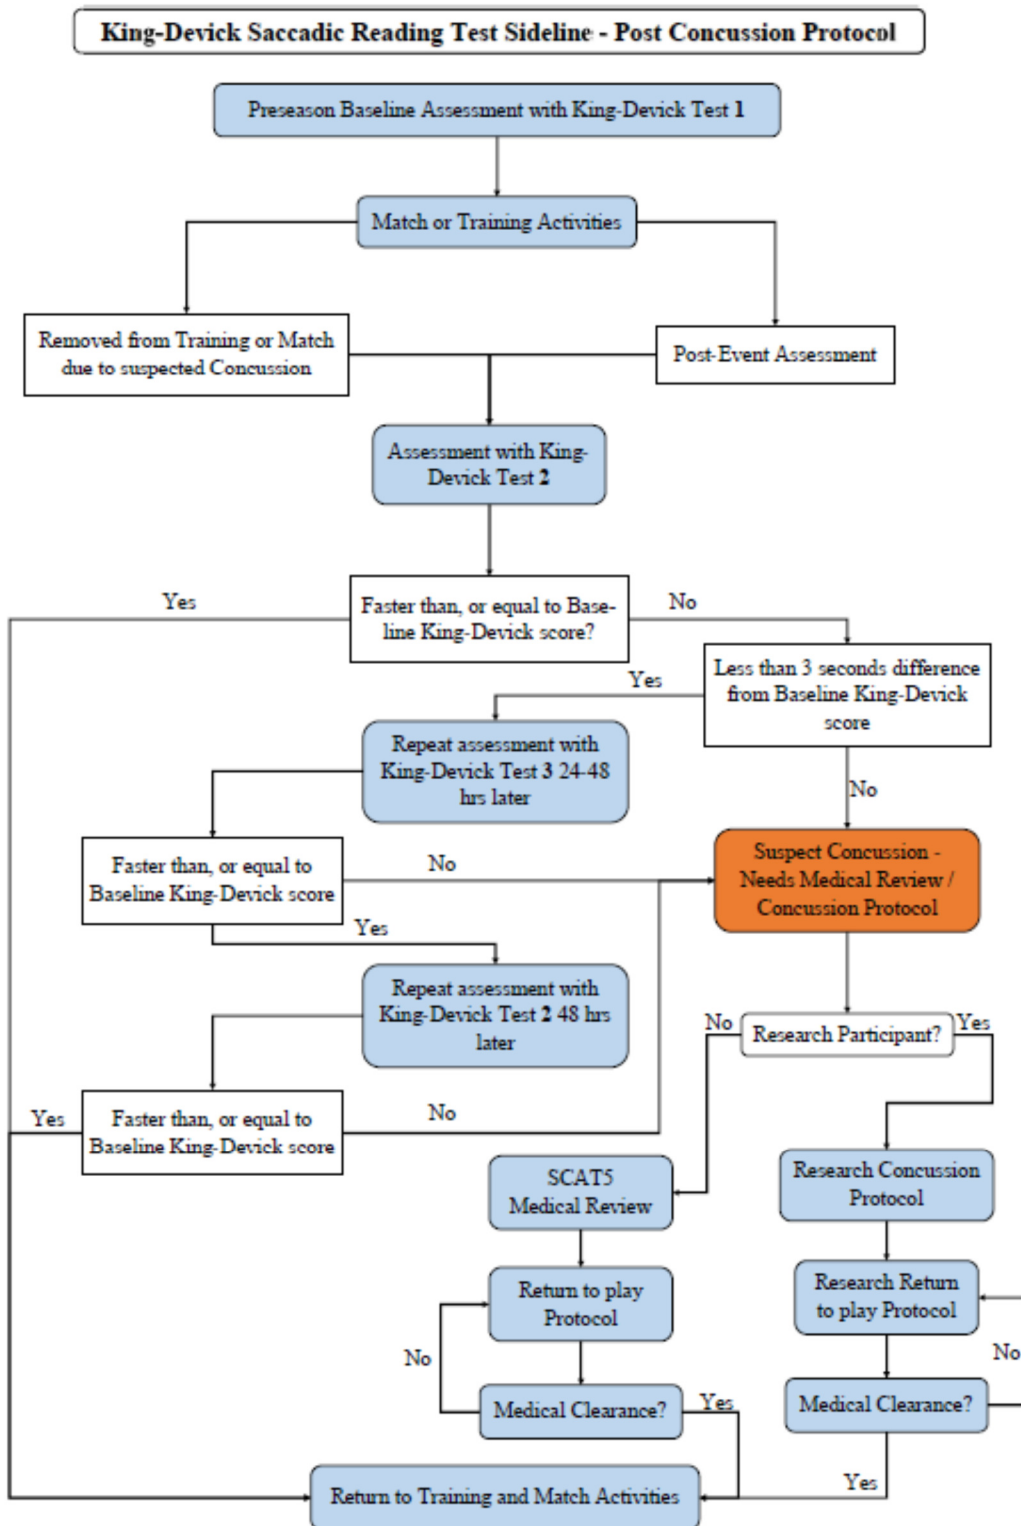 King-Devick Saccadic Reading Test Sideline - Post Concussion Protocol
Preseason Baseline Assessment with King-Devick Test 1
Match or Training Activities
Removed from Training or Match
due to suspected Concussion
Post-Event Assessment
Assessment with King-
Devick Test 2
Yes
Faster than, or equal to Base-
line King-Devick score?
No
Less than 3 seconds difference
from Baseline King-Devick
score
Yes
Repeat assessment with
King-Devick Test 3 24-48
hrs later
No
Faster than, or equal to
Baseline King-Devick score
No
Suspect Concussion -
Needs Medical Review /
Concussion Protocol
Yes
Repeat assessment with
King-Devick Test 2 48 hrs
later
No
Research Participant?
Yes
Yes
Faster than, or equal to
Baseline King-Devick score
No
SCAT5
Medical Review
Research Concussion
Protocol
Return to play
Protocol
Research Return
to play Protocol
No
No
Medical Clearance?
Yes
Medical Clearance?
Yes
Return to Training and Match Activities